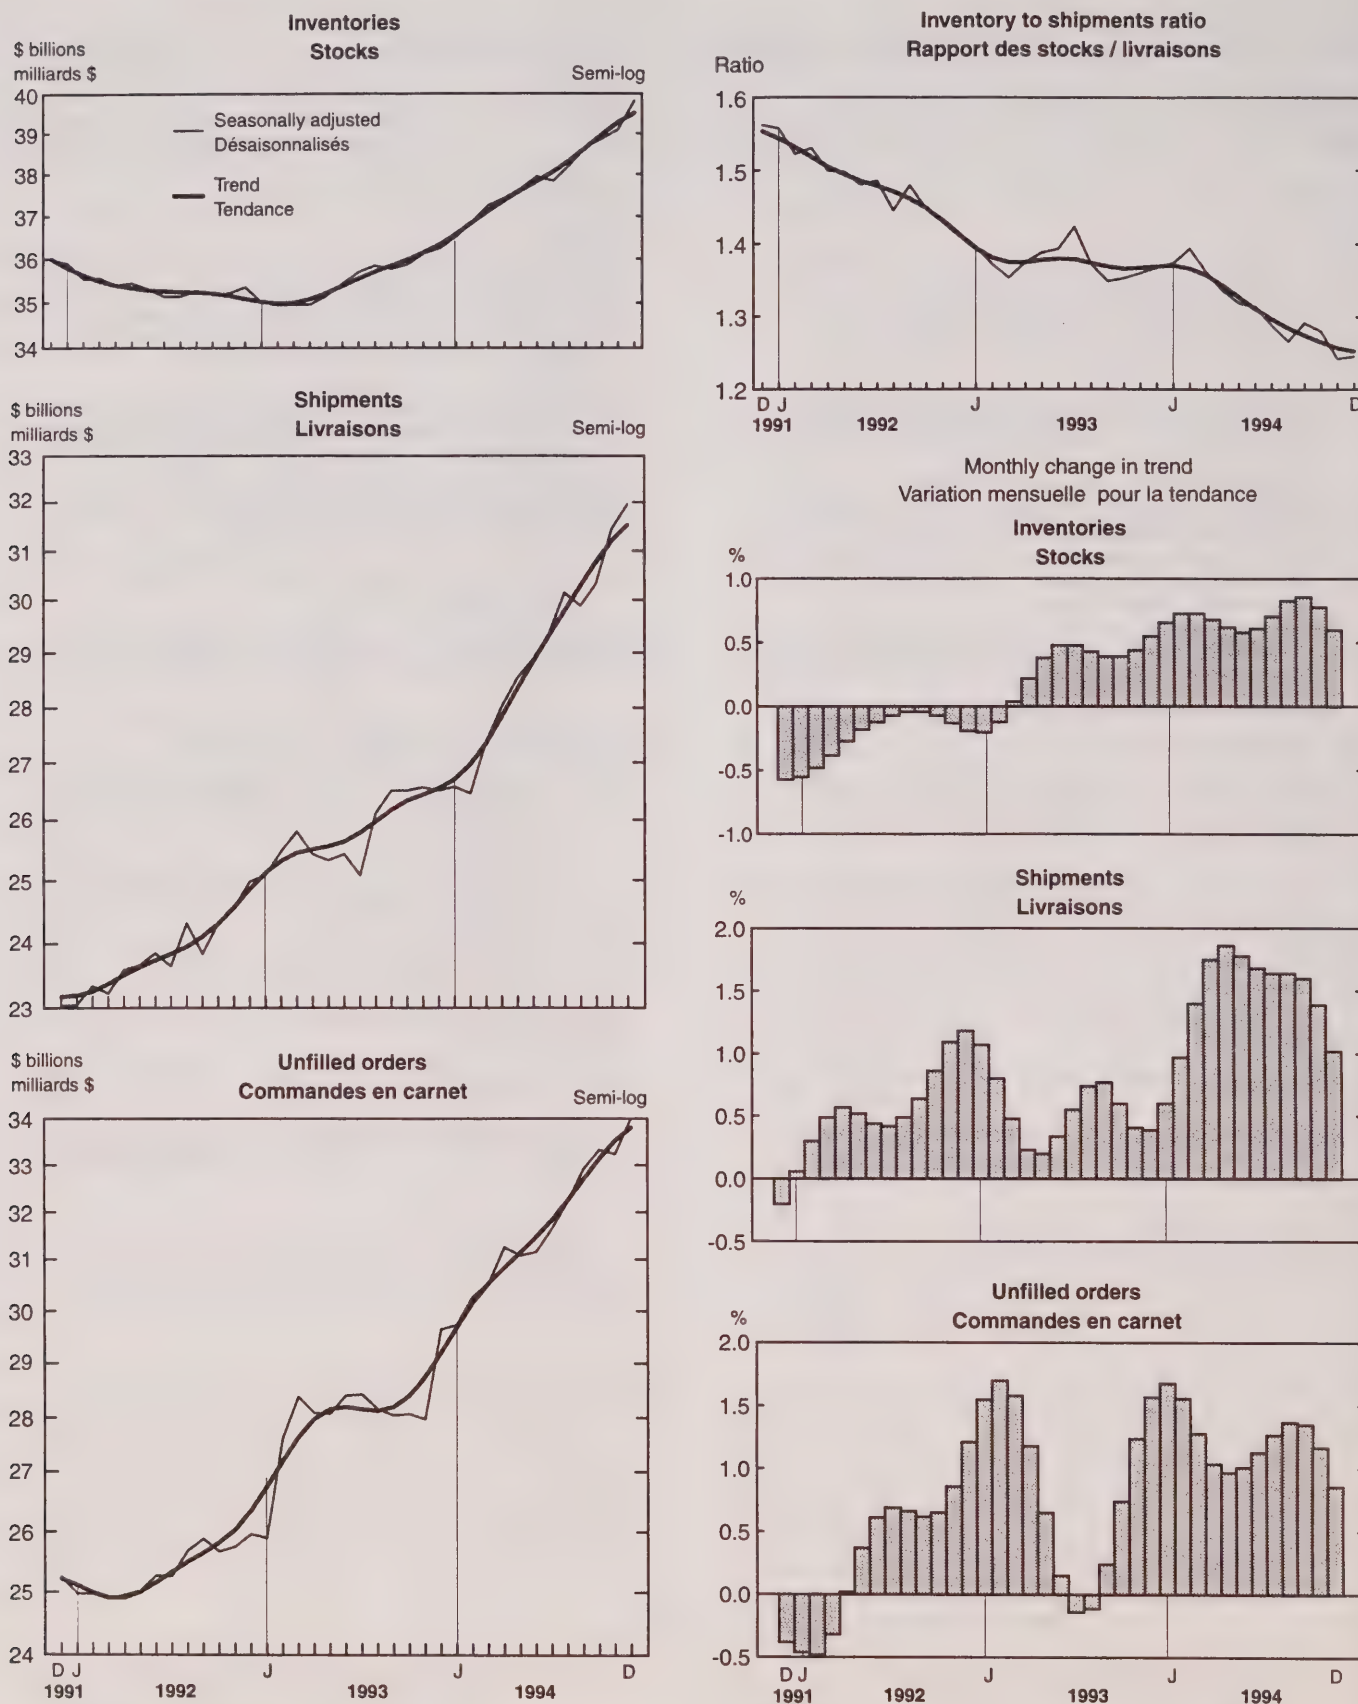 Inventories
Stocks
$ billions
milliards $
Semi-log
40
39
38
37
36
35
34
Seasonally adjusted
Désaisonnalisés
Trend
Tendance
Shipments
Livraisons
$ billions
milliards $
Semi-log
33
32
31
30
29
28
27
26
25
24
23
Unfilled orders
Commandes en carnet
$ billions
milliards $
Semi-log
34
33
32
31
30
29
28
27
26
25
24
D J J J D
1991 1992 1993 1994
Inventory to shipments ratio
Rapport des stocks / livraisons
Ratio
1.6
1.5
1.4
1.3
1.2
D J J J D
1991 1992 1993 1994
Monthly change in trend
Variation mensuelle pour la tendance
Inventories
Stocks
%
1.0
0.5
0.0
-0.5
-1.0
Shipments
Livraisons
%
2.0
1.5
1.0
0.5
0.0
-0.5
Unfilled orders
Commandes en carnet
%
2.0
1.5
1.0
0.5
0.0
-0.5
D J J J D
1991 1992 1993 1994